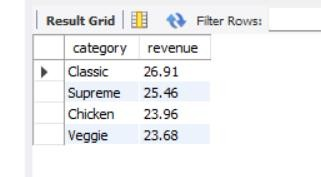 Result Grid Filter Rows:
category revenue
Classic 26.91
Supreme 25.46
Chicken 23.96
Veggie 23.68